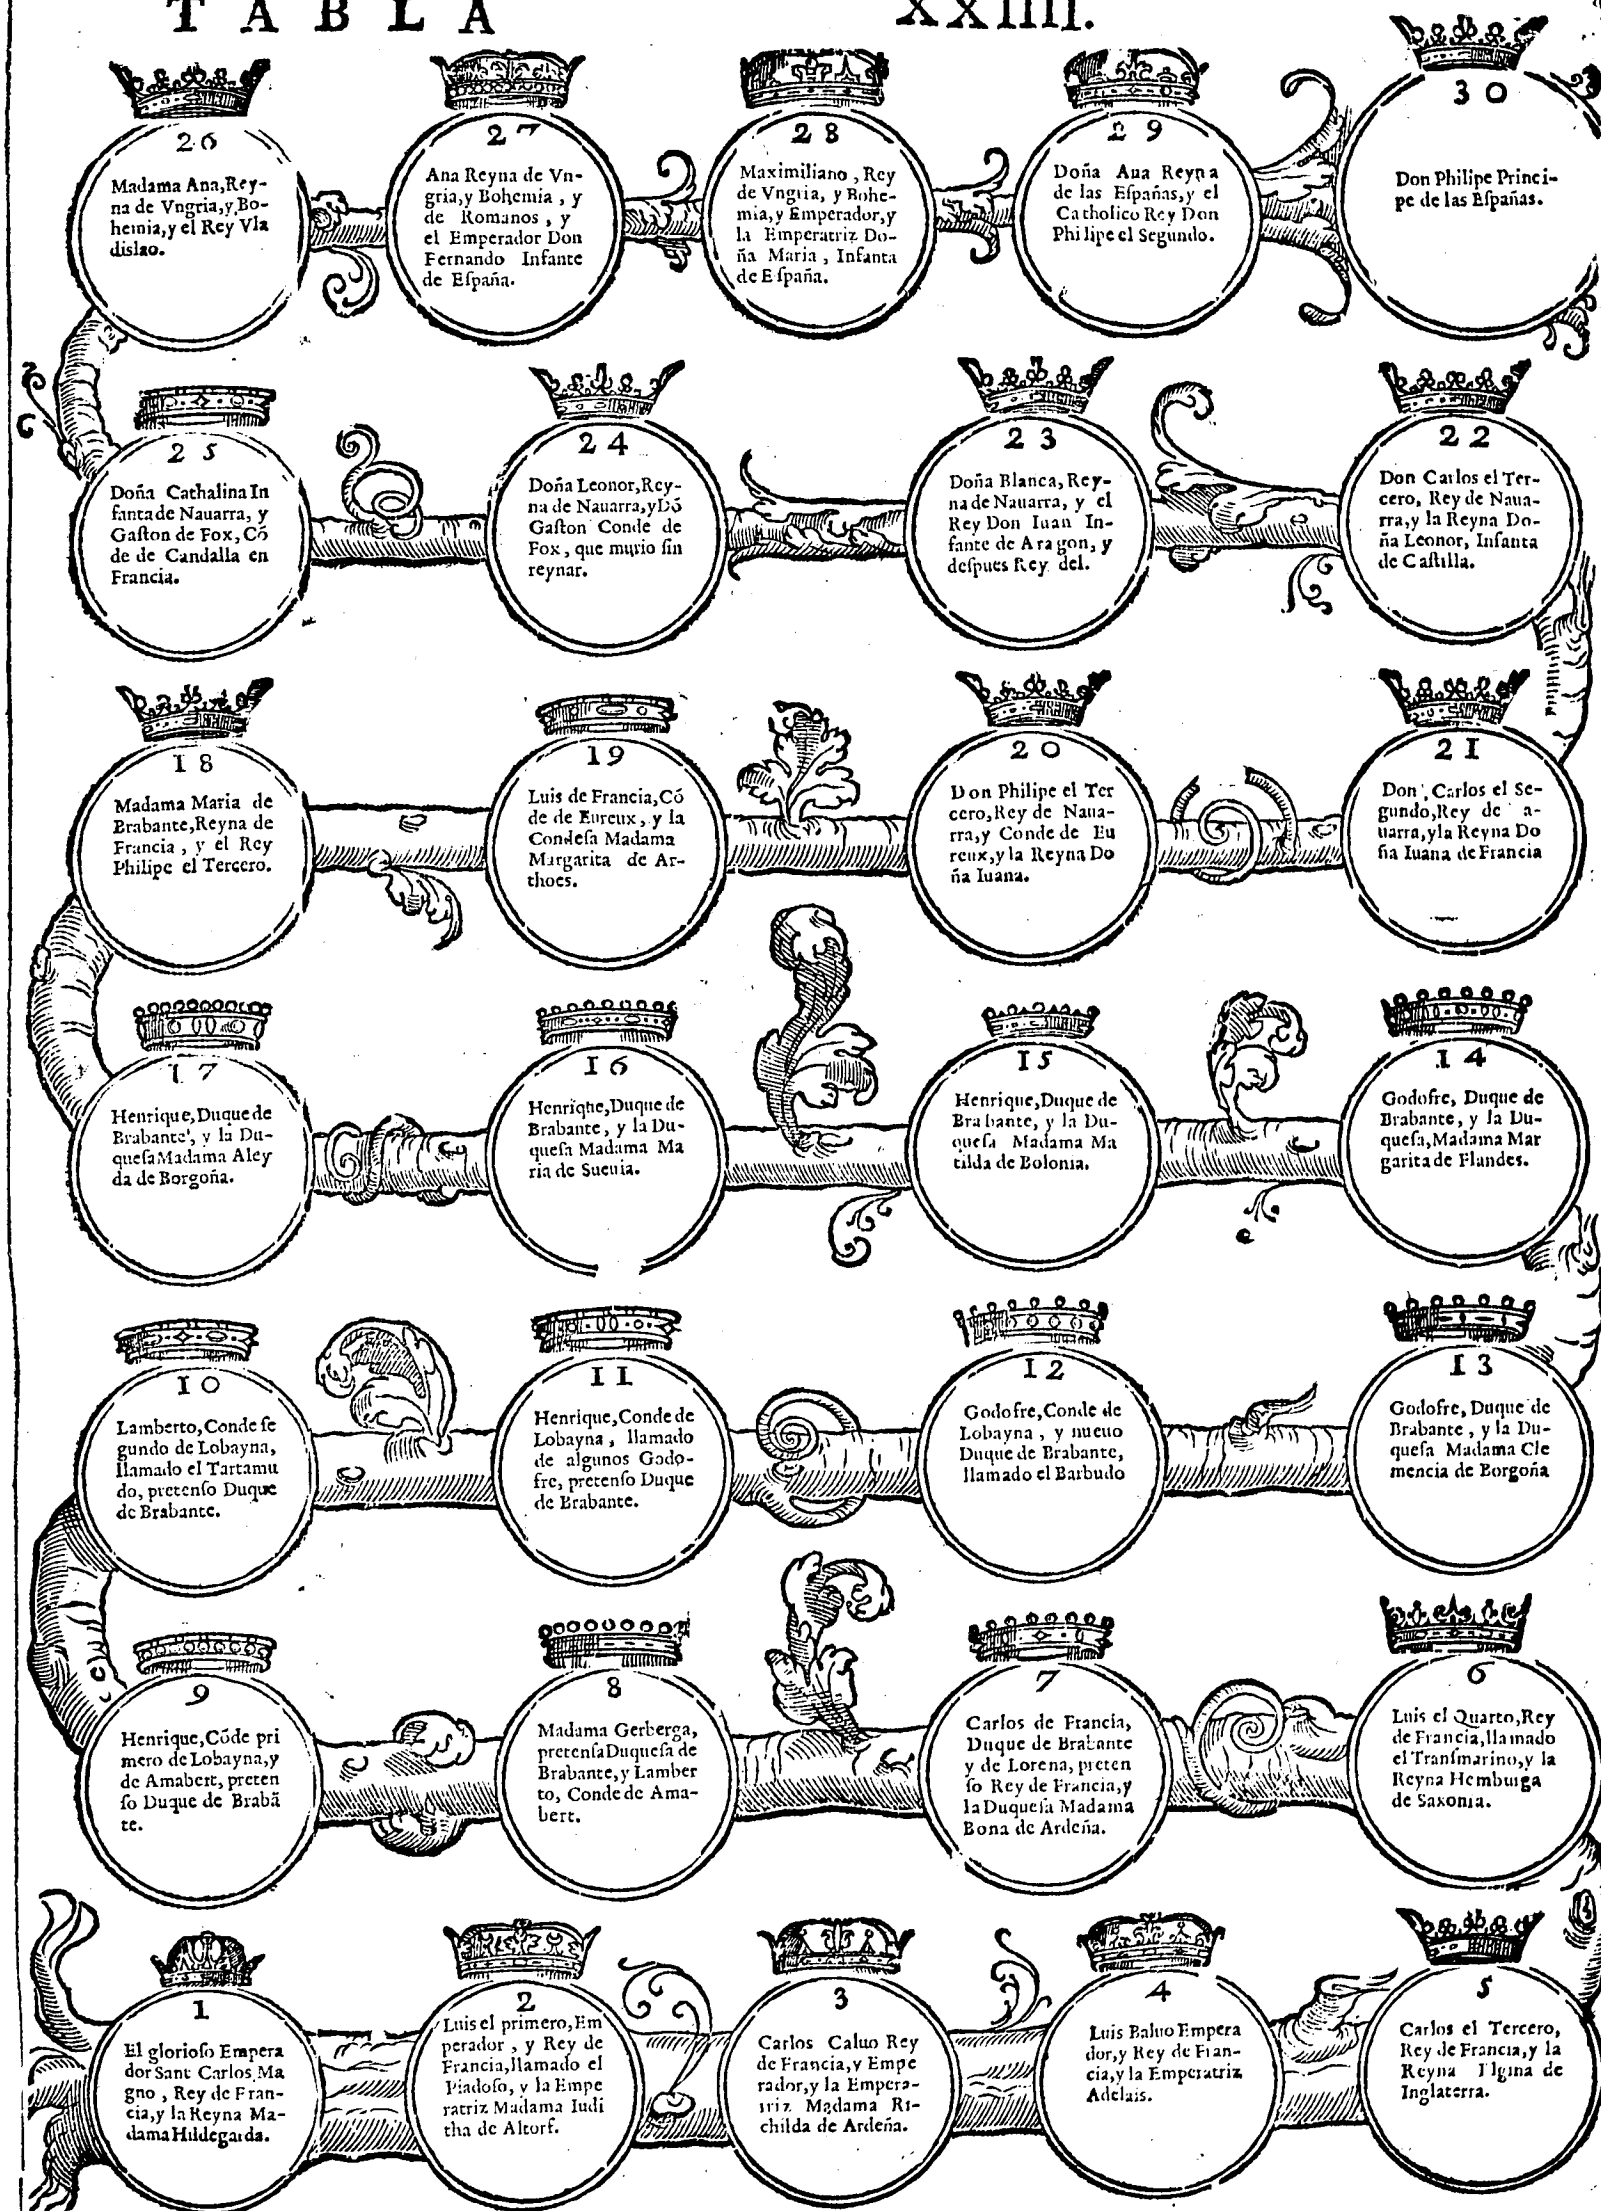 TABLA XXIIII.
26
Madama Ana, Rey-
na de Vngria, y Bo-
hemia, y el Rey Vla
dislao.
27
Ana Reyna de Vn-
gria, y Bohemia, y
de Romanos, y
el Emperador Don
Fernando Infante
de España.
28
Maximiliano, Rey
de Vngria, y Bohe-
mia, y Emperador, y
la Emperatriz Do-
ña Maria, Infanta
de España.
29
Doña Ana Reyna
de las Españas, y el
Catholico Rey Don
Philipe el Segundo.
30
Don Philipe Princi-
pe de las Españas.
25
Doña Cathalina In
fanta de Nauarra, y
Gaston de Fox, Cõ
de de Candalla en
Francia.
24
Doña Leonor, Rey-
na de Nauarra, y Dõ
Gaston Conde de
Fox, que murio sin
reynar.
23
Doña Blanca, Rey-
na de Nauarra, y el
Rey Don Iuan In-
fante de Aragon, y
despues Rey del.
22
Don Carlos el Ter-
cero, Rey de Naua-
rra, y la Reyna Do-
ña Leonor, Infanta
de Castilla.
18
Madama Maria de
Brabante, Reyna de
Francia, y el Rey
Philipe el Tercero.
19
Luis de Francia, Cõ
de de Eureux, y la
Condesa Madama
Margarita de Ar-
thoes.
20
Don Philipe el Ter
cero, Rey de Naua-
rra, y Conde de Eu
reux, y la Reyna Do
ña Iuana.
21
Don Carlos el Se-
gundo, Rey de a-
uarra, y la Reyna Do
ña Iuana de Francia
17
Henrique, Duque de
Brabante, y la Du-
quesa Madama Aley
da de Borgoña.
16
Henrique, Duque de
Brabante, y la Du-
quesa Madama Ma
ria de Sueuia.
15
Henrique, Duque de
Brabante, y la Du-
quesa Madama Ma
tilda de Bolonia.
14
Godofre, Duque de
Brabante, y la Du-
quesa, Madama Mar
garita de Flandes.
10
Lamberto, Conde se
gundo de Lobayna,
llamado el Tartamu
do, pretenso Duque
de Brabante.
11
Henrique, Conde de
Lobayna, llamado
de algunos Godo-
fre, pretenso Duque
de Brabante.
12
Godofre, Conde de
Lobayna, y nueuo
Duque de Brabante,
llamado el Barbudo
13
Godofre, Duque de
Brabante, y la Du-
quesa Madama Cle
mencia de Borgoña
9
Henrique, Cõde pri
mero de Lobayna, y
de Amabert, preten
so Duque de Brabã
te.
8
Madama Gerberga,
pretensa Duquesa de
Brabante, y Lamber
to, Conde de Ama-
bert.
7
Carlos de Francia,
Duque de Brabante
y de Lorena, preten
so Rey de Francia, y
la Duquesa Madama
Bona de Ardeña.
6
Luis el Quarto, Rey
de Francia, llamado
el Transmarino, y la
Reyna Hemburga
de Saxonia.
1
El glorioso Empera
dor Sant Carlos Ma
gno, Rey de Fran-
cia, y la Reyna Ma-
dama Hildegarda.
2
Luis el primero, Em
perador, y Rey de
Francia, llamado el
Piadoso, y la Empe
ratriz Madama Iudi
tha de Altorf.
3
Carlos Caluo Rey
de Francia, y Empe
rador, y la Empera-
triz Madama Ri-
childa de Ardeña.
4
Luis Baluo Empera
dor, y Rey de Fran-
cia, y la Emperatriz
Adelais.
5
Carlos el Tercero,
Rey de Francia, y la
Reyna de
Inglaterra.